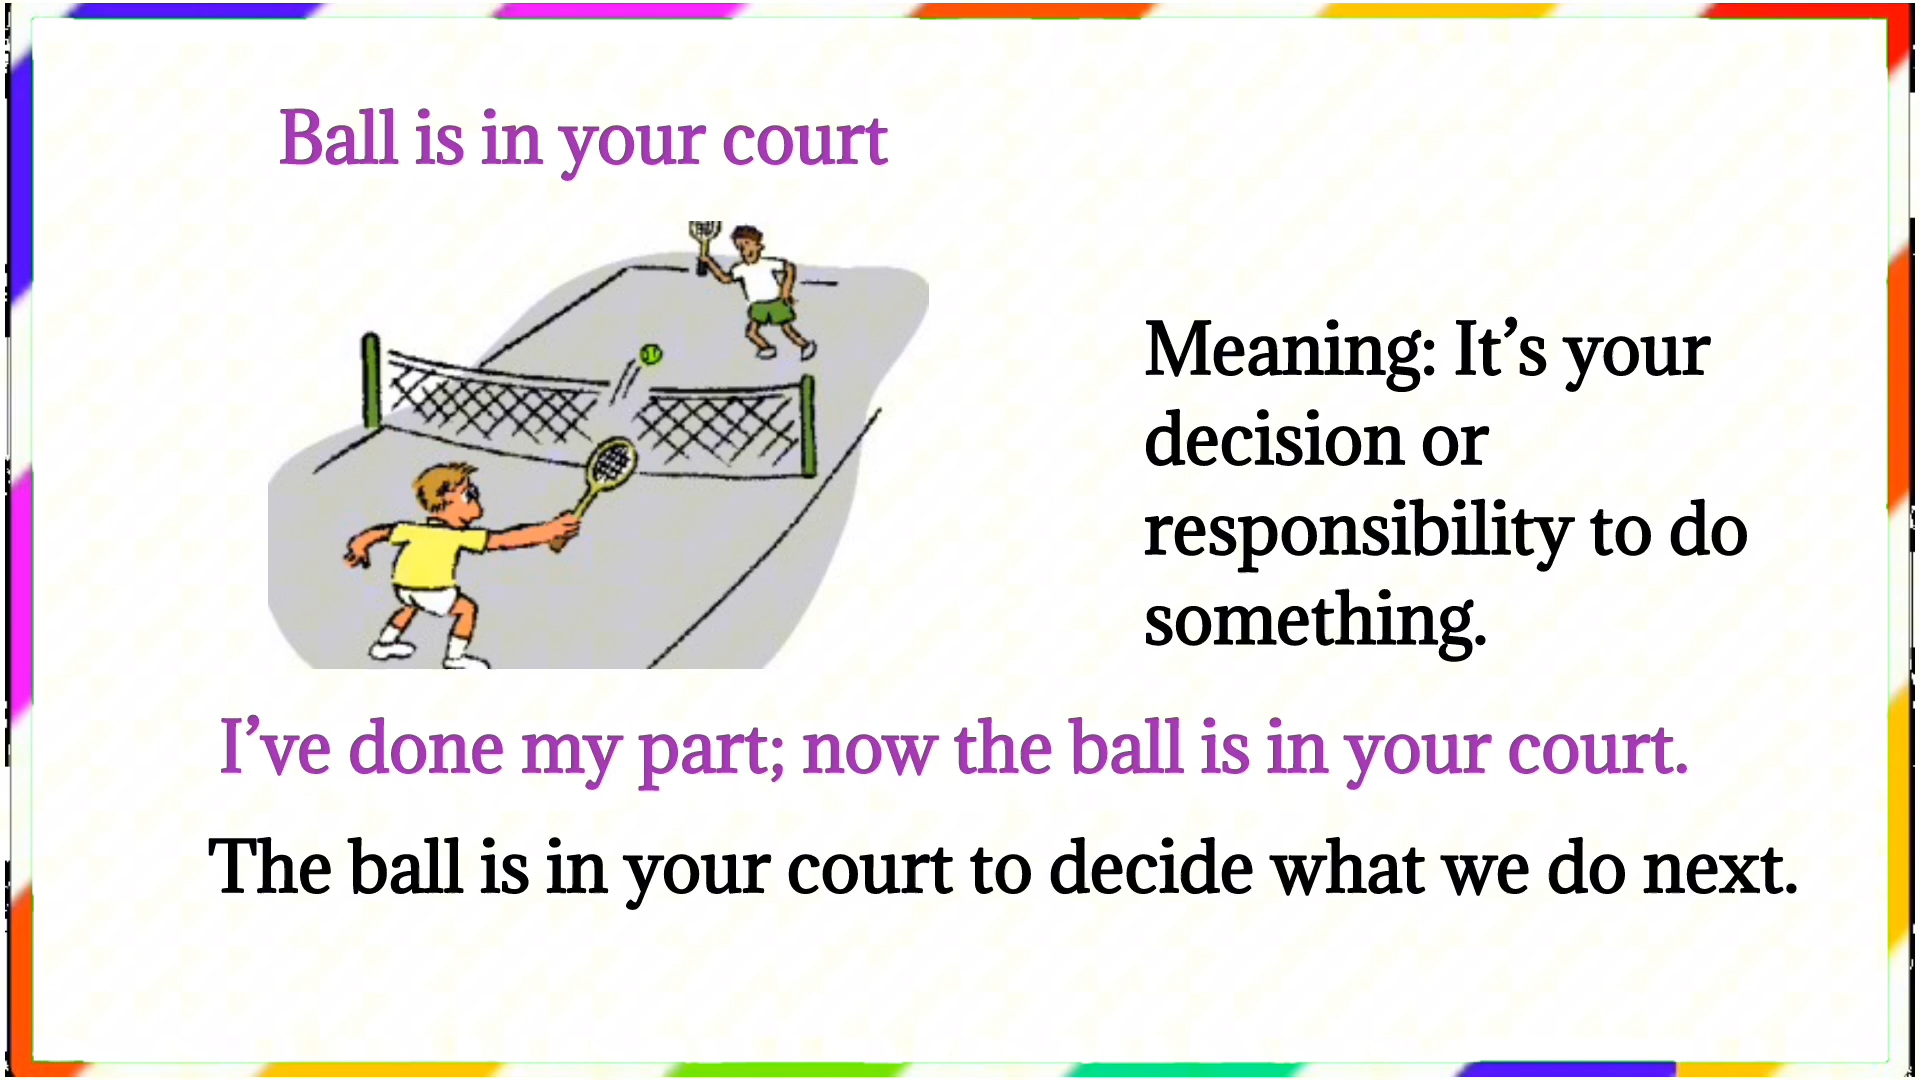 Ball is in your court
Meaning: It’s your
decision or
responsibility to do
something.
I’ve done my part; now the ball is in your court.
The ball is in your court to decide what we do next.